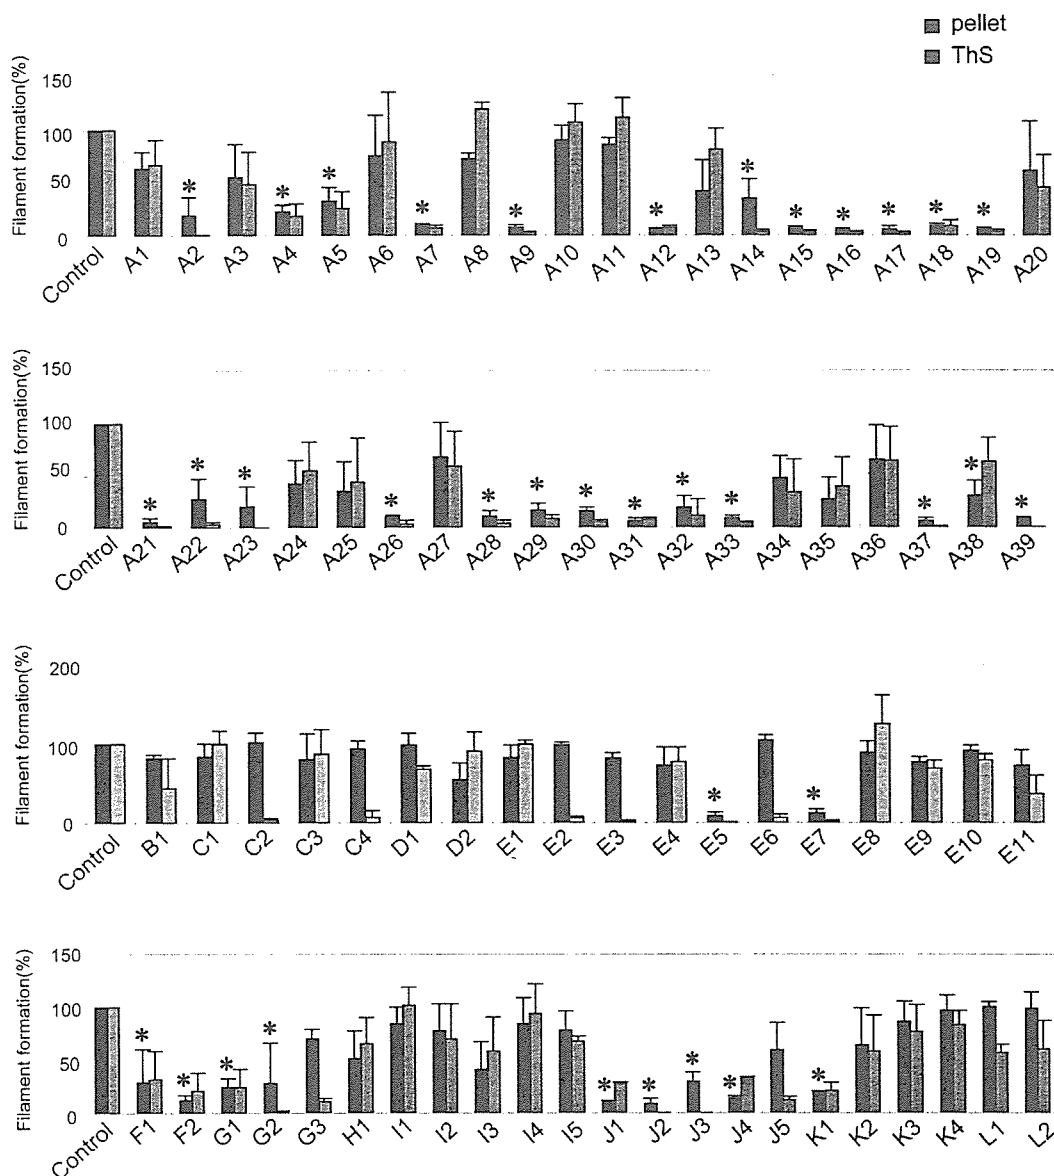 pellet
ThS
Filament formation(%)
150
100
50
0
* * * * * * * * * * * *
Control A1 A2 A3 A4 A5 A6 A7 A8 A9 A10 A11 A12 A13 A14 A15 A16 A17 A18 A19 A20
Filament formation(%)
150
100
50
0
* * * * * * * * * * * * *
Control A21 A22 A23 A24 A25 A26 A27 A28 A29 A30 A31 A32 A33 A34 A35 A36 A37 A38 A39
Filament formation(%)
200
100
0
* *
Control B1 C1 C2 C3 C4 D1 D2 E1 E2 E3 E4 E5 E6 E7 E8 E9 E10 E11
Filament formation(%)
150
100
50
0
* * * * * * * * *
Control F1 F2 G1 G2 G3 H1 I1 I2 I3 I4 I5 J1 J2 J3 J4 J5 K1 K2 K3 K4 L1 L2